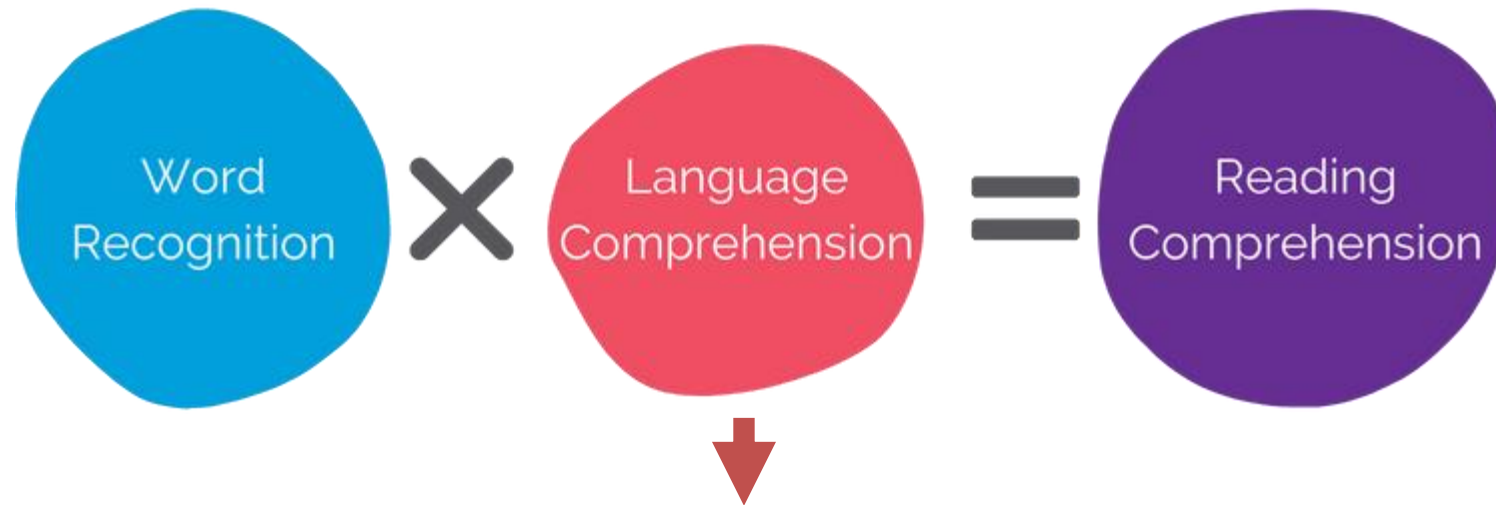 Word
Recognition
×
Language
Comprehension
=
Reading
Comprehension